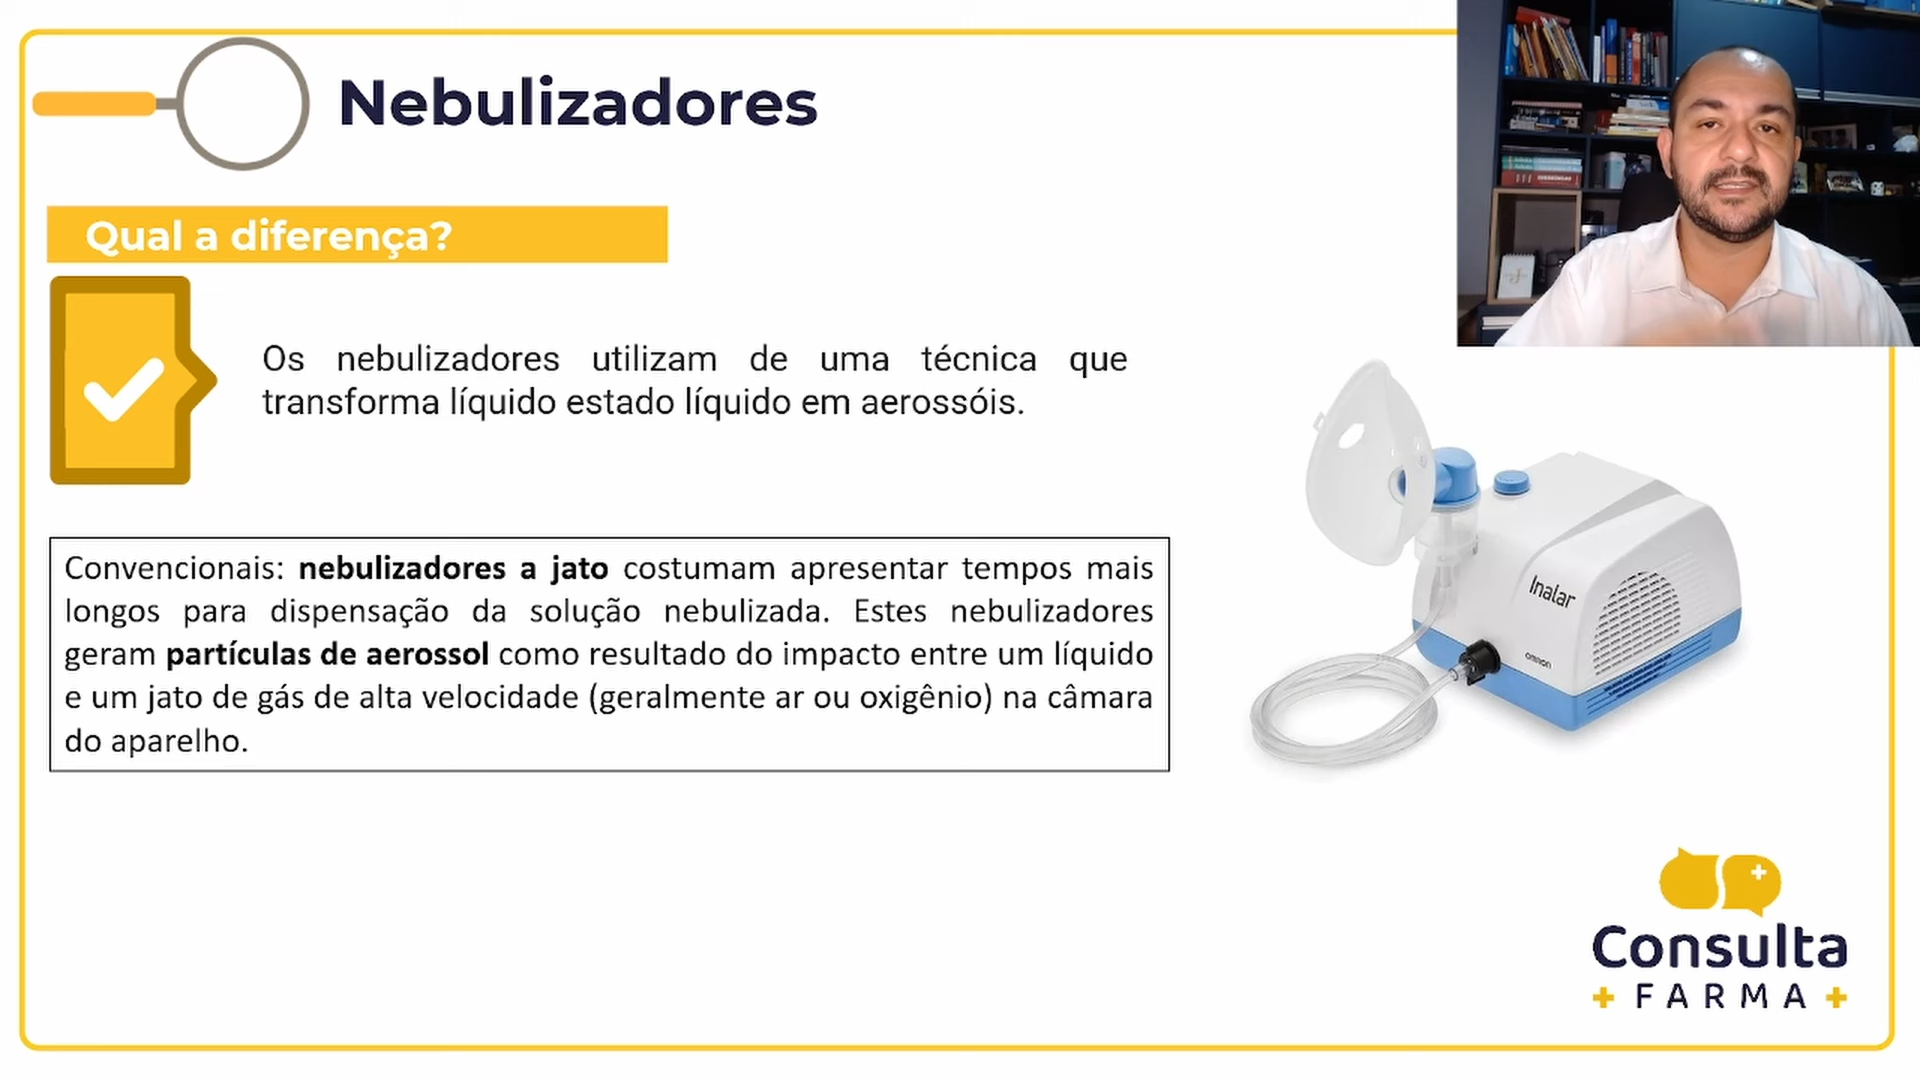 Nebulizadores
Qual a diferença?
Os nebulizadores utilizam de uma técnica que
transforma líquido estado líquido em aerossóis.
Convencionais: nebulizadores a jato costumam apresentar tempos mais
longos para dispensação da solução nebulizada. Estes nebulizadores
geram partículas de aerossol como resultado do impacto entre um líquido
e um jato de gás de alta velocidade (geralmente ar ou oxigênio) na câmara
do aparelho.
Inalar
OMRON
Consulta
+ FARMA +